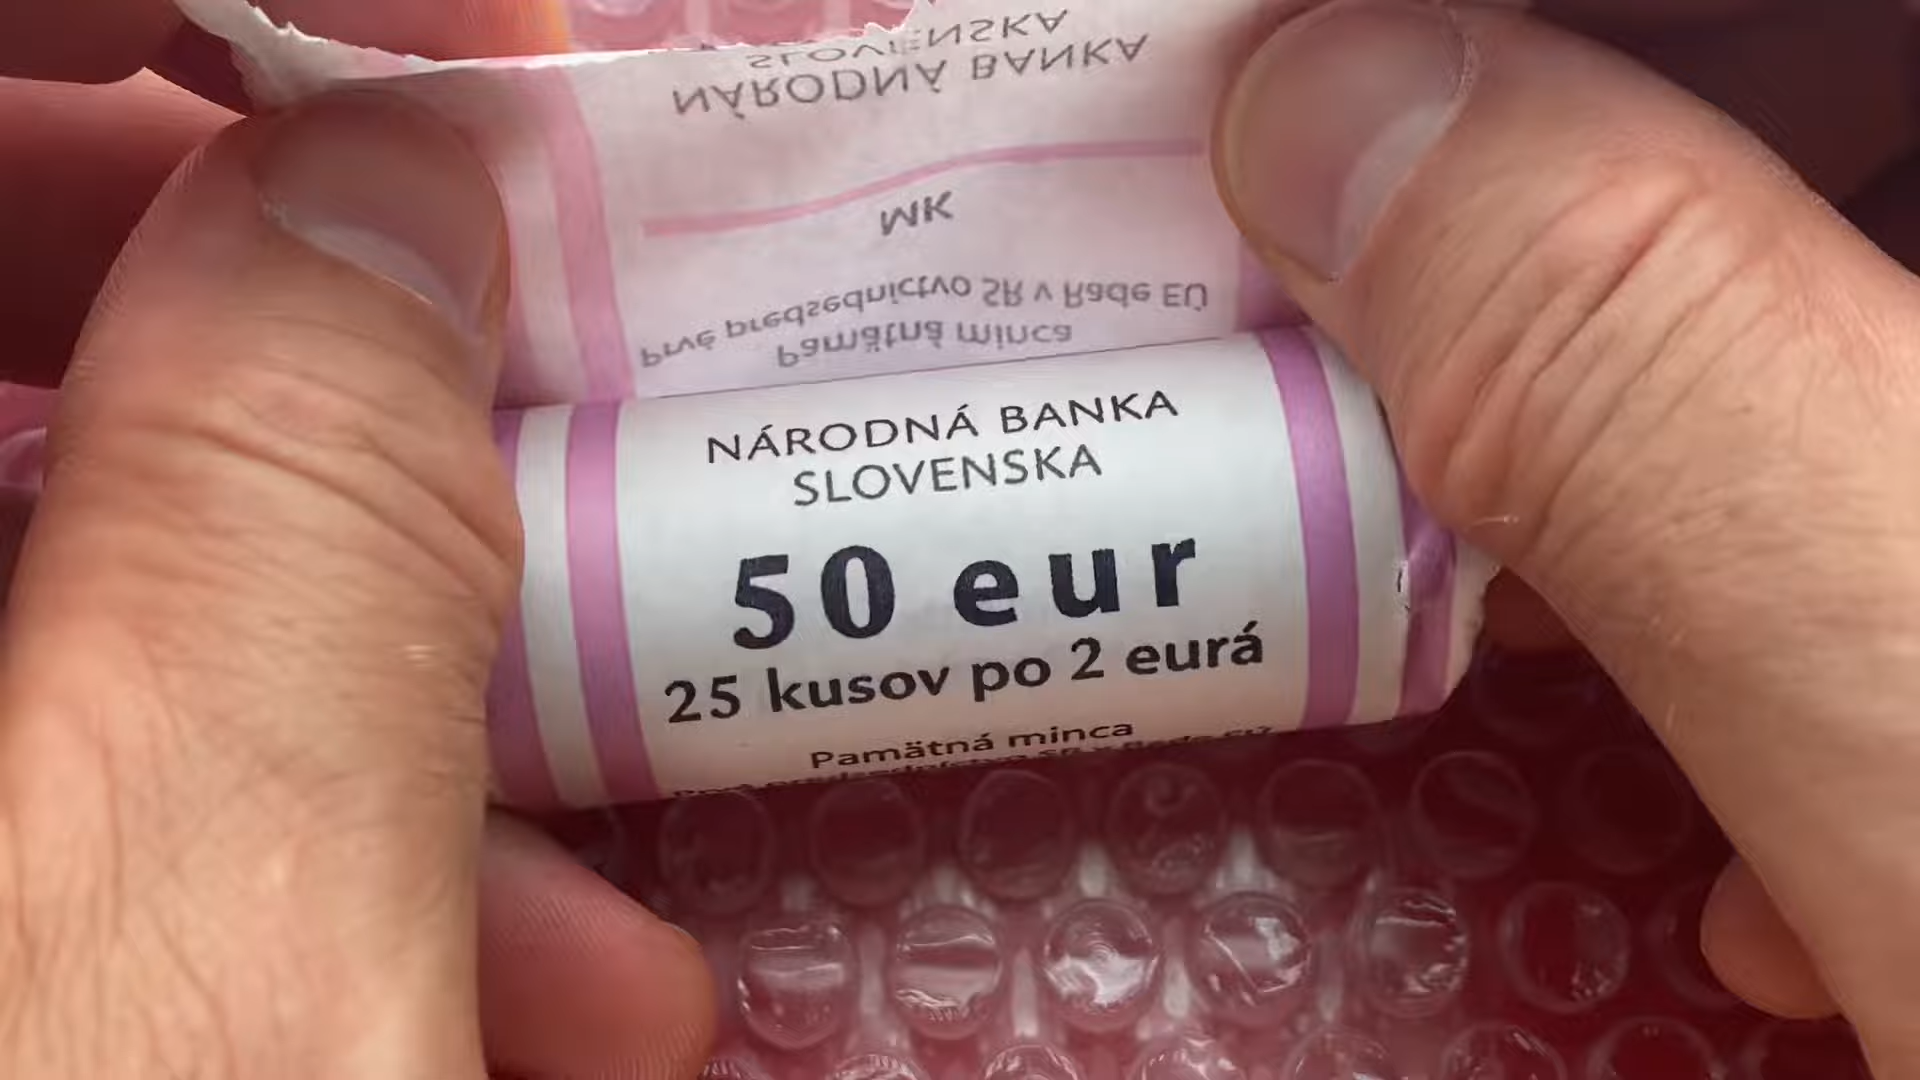 SLOVENSKA
NÁRODNÁ BANKA
MK
Prvé predsedníctvo SR v Rade EÚ
Pamätná minca
NÁRODNÁ BANKA
SLOVENSKA
50 eur
25 kusov po 2 eurá
Pamätná minca